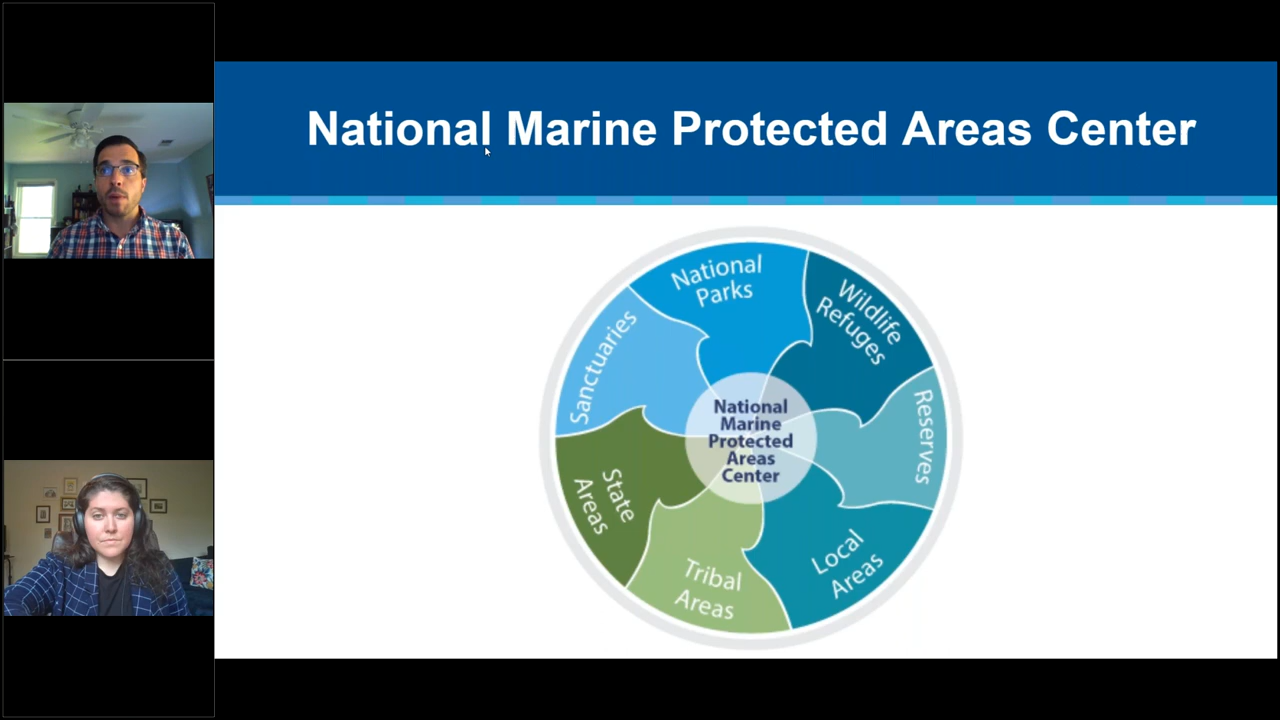 National Marine Protected Areas Center
National
Parks
Wildlife
Refuges
Sanctuaries
Reserves
National
Marine
Protected
Areas
Center
State
Areas
Local
Areas
Tribal
Areas